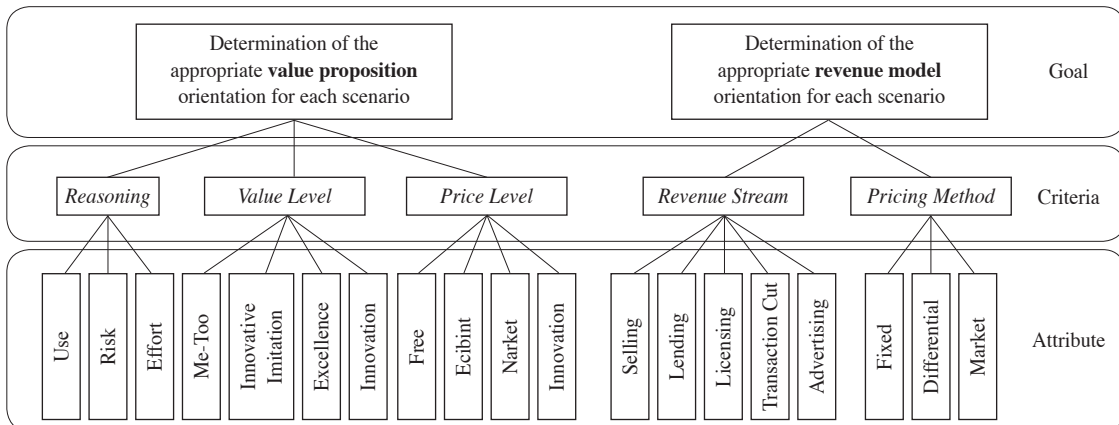 Determination of the
appropriate value proposition
orientation for each scenario
Determination of the
appropriate revenue model
orientation for each scenario
Goal
Reasoning
Value Level
Price Level
Revenue Stream
Pricing Method
Criteria
Use
Risk
Effort
Me-Too
Innovative
Imitation
Excellence
Innovation
Free
Ecibint
Narket
Innovation
Selling
Lending
Licensing
Transaction Cut
Advertising
Fixed
Differential
Market
Attribute